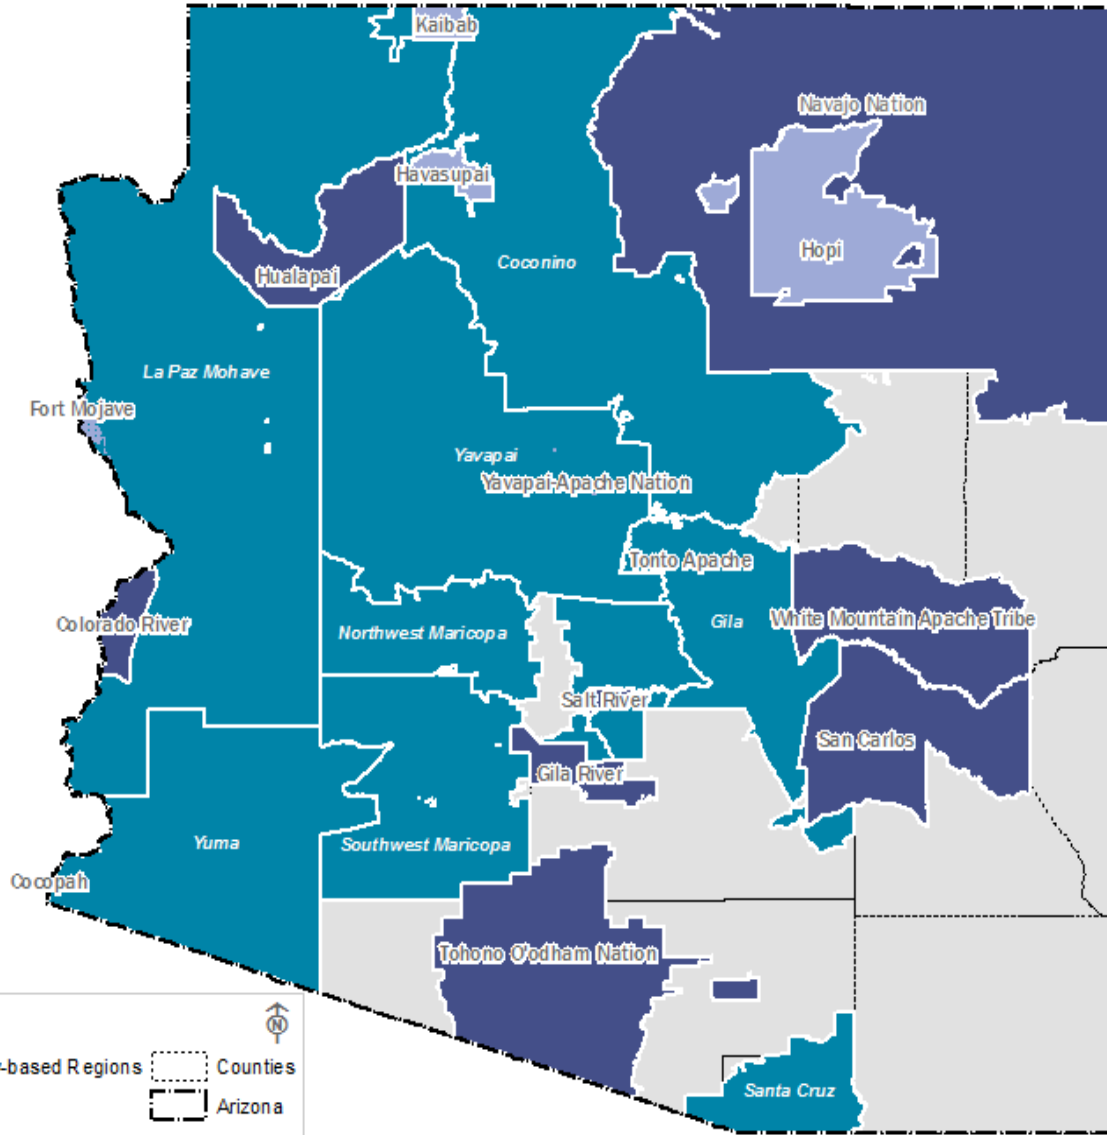 Kaibab
Navajo Nation
Havasupai
Hopi
Coconino
Hualapai
La Paz Mohave
Fort Mojave
Yavapai
Yavapai-Apache Nation
Tonto Apache
White Mountain Apache Tribe
Gila
Colorado River
Northwest Maricopa
Salt River
San Carlos
Gila River
Yuma
Southwest Maricopa
Cocopah
Tohono O'odham Nation
N
-based Regions
Counties
Santa Cruz
Arizona